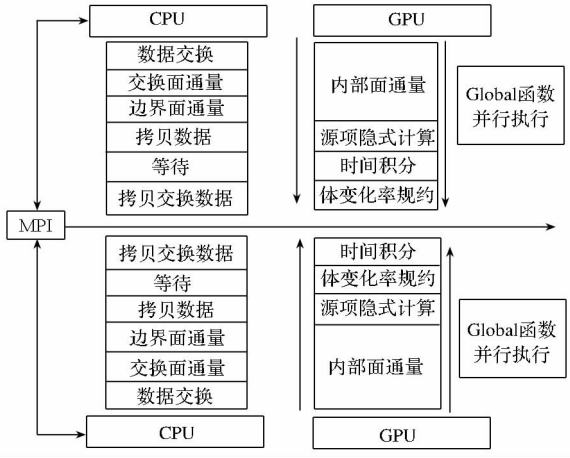 CPU
GPU
数据交换
交换面通量
边界面通量
拷贝数据
等待
拷贝交换数据
内部面通量
源项隐式计算
时间积分
体变化率规约
Global函数
并行执行
MPI
拷贝交换数据
等待
拷贝数据
边界面通量
交换面通量
数据交换
时间积分
体变化率规约
源项隐式计算
内部面通量
Global函数
并行执行
CPU
GPU